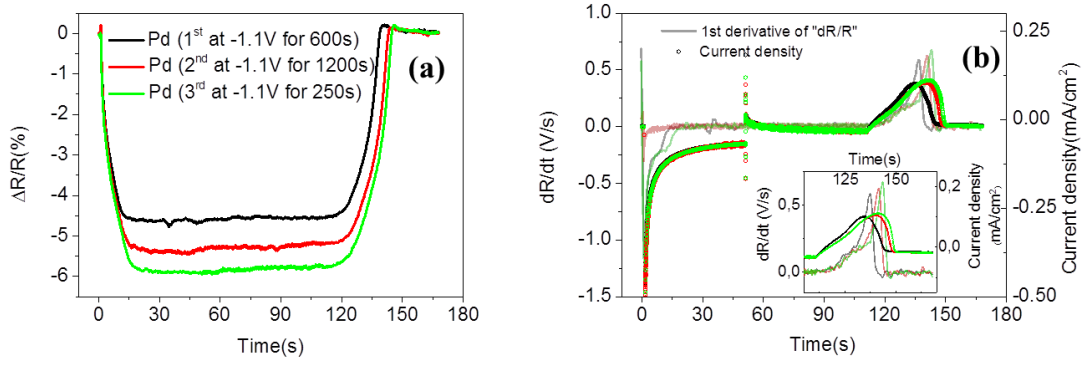 (a)
Pd (1st at -1.1V for 600s)
Pd (2nd at -1.1V for 1200s)
Pd (3rd at -1.1V for 250s)
0
-1
-2
-3
-4
-5
-6
ΔR/R(%)
0 30 60 90 120 150 180
Time(s)
(b)
1st derivative of "dR/R"
Current density
1.0
0.5
0.0
-0.5
-1.0
-1.5
dR/dt (V/s)
0 30 60 90 120 150 180
Time(s)
0.25
0.00
-0.25
-0.50
Current density(mA/cm2)
Time(s)
125 150
0,5
0,0
dR/dt (V/s)
0,2
0,0
Current density
(mA/cm2)